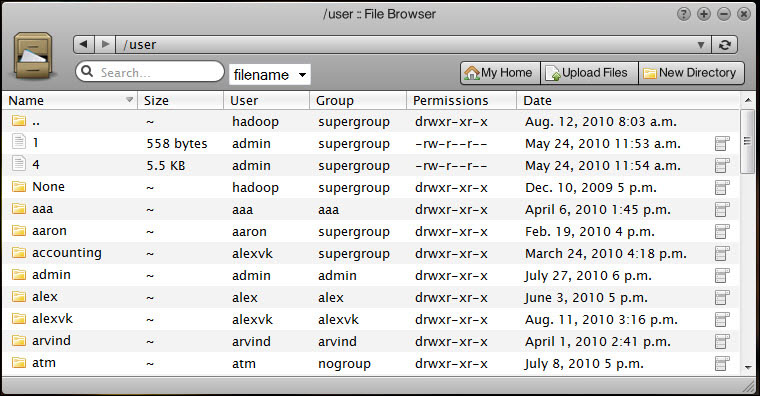 /user :: File Browser
/user
Search... filename My Home Upload Files New Directory
Name Size User Group Permissions Date
.. ~ hadoop supergroup drwxr-xr-x Aug. 12, 2010 8:03 a.m.
1 558 bytes admin supergroup -rw-r--r-- May 24, 2010 11:53 a.m.
4 5.5 KB admin supergroup -rw-r--r-- May 24, 2010 11:54 a.m.
None ~ hadoop supergroup drwxr-xr-x Dec. 10, 2009 5 p.m.
aaa ~ aaa aaa drwxr-xr-x April 6, 2010 1:45 p.m.
aaron ~ aaron supergroup drwxr-xr-x Feb. 19, 2010 4 p.m.
accounting ~ alexvk supergroup drwxr-xr-x March 24, 2010 4:18 p.m.
admin ~ admin admin drwxr-xr-x July 27, 2010 6 p.m.
alex ~ alex alex drwxr-xr-x June 3, 2010 5 p.m.
alexvk ~ alexvk alexvk drwxr-xr-x Aug. 11, 2010 3:16 p.m.
arvind ~ arvind arvind drwxr-xr-x April 1, 2010 2:41 p.m.
atm ~ atm nogroup drwxr-xr-x July 8, 2010 5 p.m.